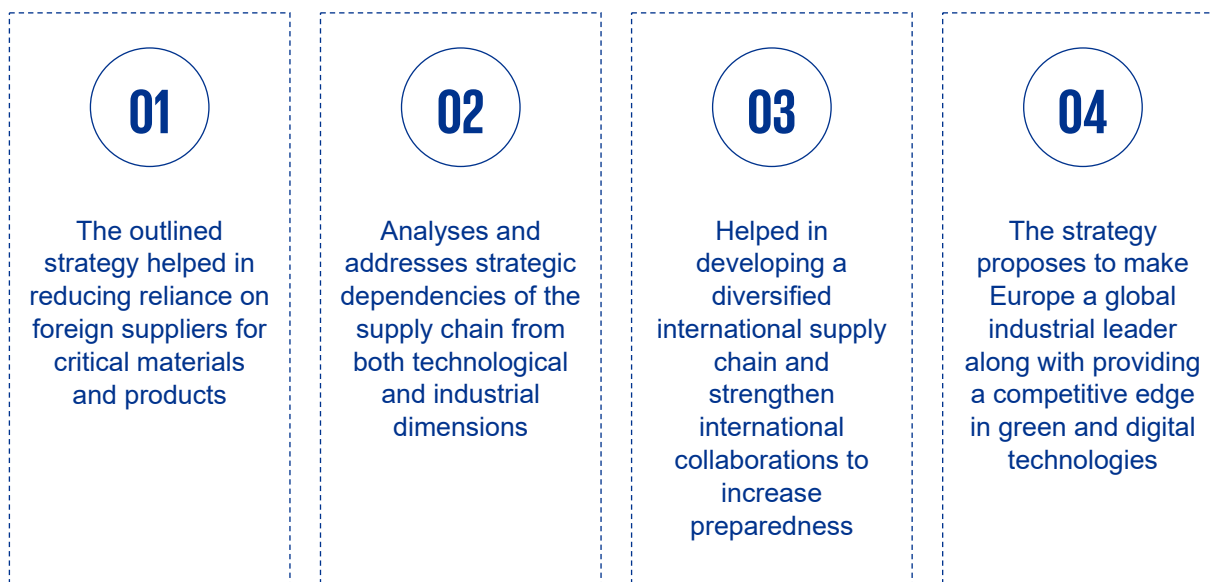 01
The outlined
strategy helped in
reducing reliance on
foreign suppliers for
critical materials
and products
02
Analyses and
addresses strategic
dependencies of the
supply chain from
both technological
and industrial
dimensions
03
Helped in
developing a
diversified
international supply
chain and
strengthen
international
collaborations to
increase
preparedness
04
The strategy
proposes to make
Europe a global
industrial leader
along with providing
a competitive edge
in green and digital
technologies